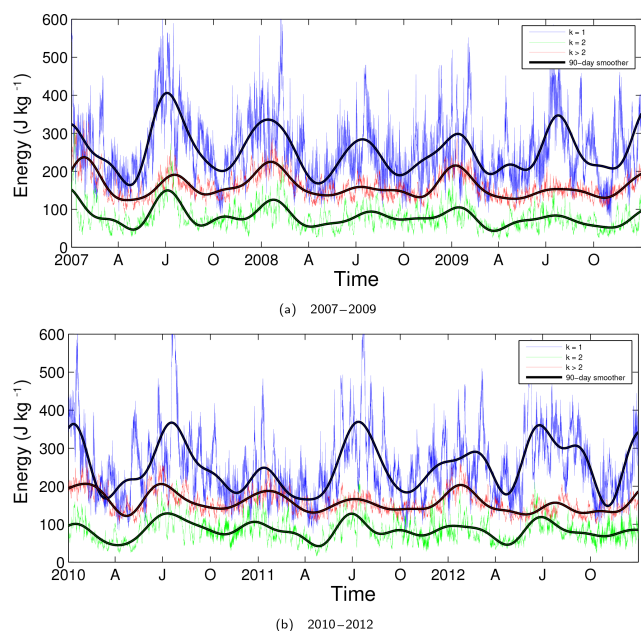 600
500
400
300
200
100
0
Energy (J kg⁻¹)
k = 1
k = 2
k > 2
90−day smoother
2007 A J O 2008 A J O 2009 A J O
Time
(a) 2007–2009
600
500
400
300
200
100
0
Energy (J kg⁻¹)
k = 1
k = 2
k > 2
90−day smoother
2010 A J O 2011 A J O 2012 A J O
Time
(b) 2010–2012